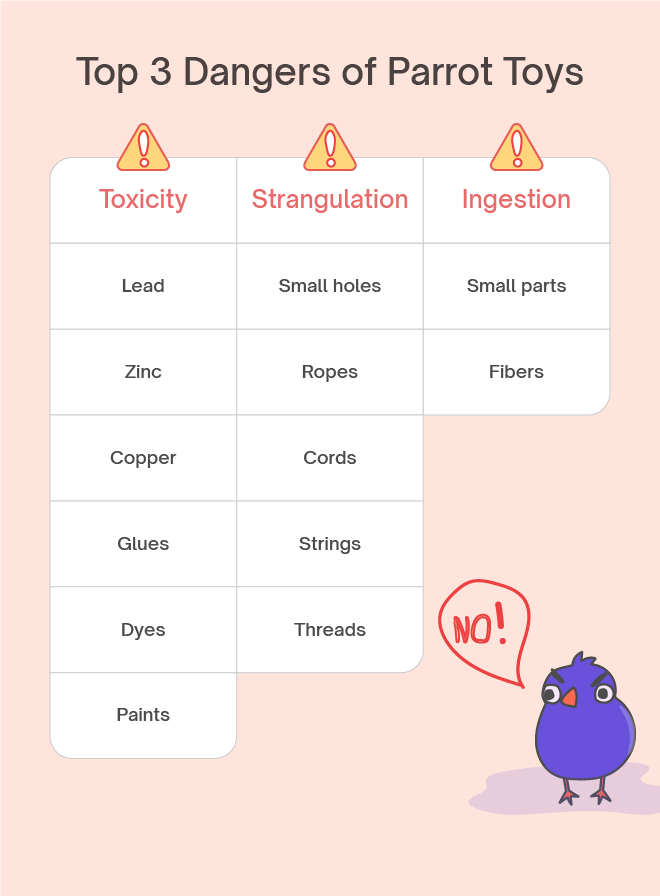 Top 3 Dangers of Parrot Toys
Toxicity Strangulation Ingestion
Lead Small holes Small parts
Zinc Ropes Fibers
Copper Cords
Glues Strings
Dyes Threads
NO!
Paints